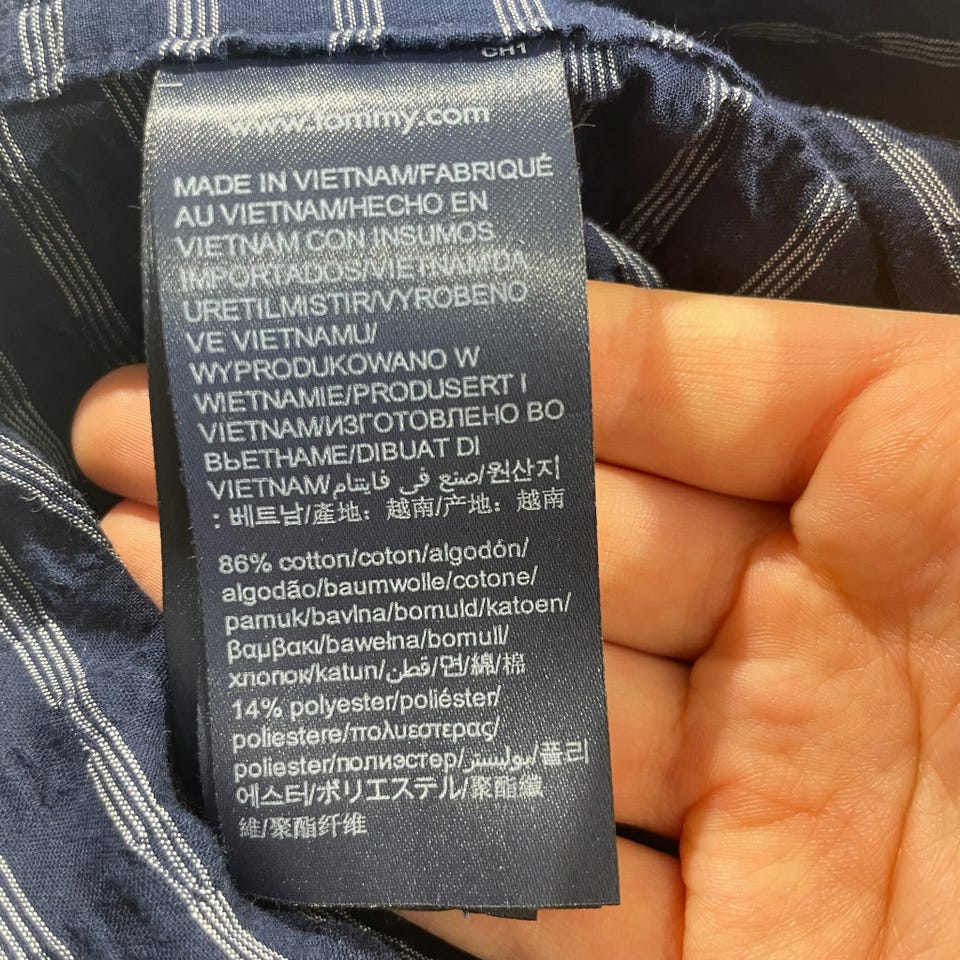 CH1
www.tommy.com
MADE IN VIETNAM/FABRIQUÉ
AU VIETNAM/HECHO EN
VIETNAM CON INSUMOS
IMPORTADOS/VIETNAM'DA
URETILMISTIR/VYROBENO
VE VIETNAMU/
WYPRODUKOWANO W
WIETNAMIE/PRODUSERT I
VIETNAM/ИЗГОТОВЛЕНО ВО
ВЬЕТНАМЕ/DIBUAT DI
VIETNAM/صنع في فايتنام/원산지
: 베트남/產地：越南/产地：越南
86% cotton/coton/algodón/
algodão/baumwolle/cotone/
pamuk/bavlna/bomuld/katoen/
βαμβακι/bawełna/bomull/
хлопок/katun/قطن/면/綿/棉
14% polyester/poliéster/
poliestere/πολυεστερας/
poliester/полиэстер/بوليستر/폴리
에스터/ポリエステル/聚酯纖
維/聚酯纤维